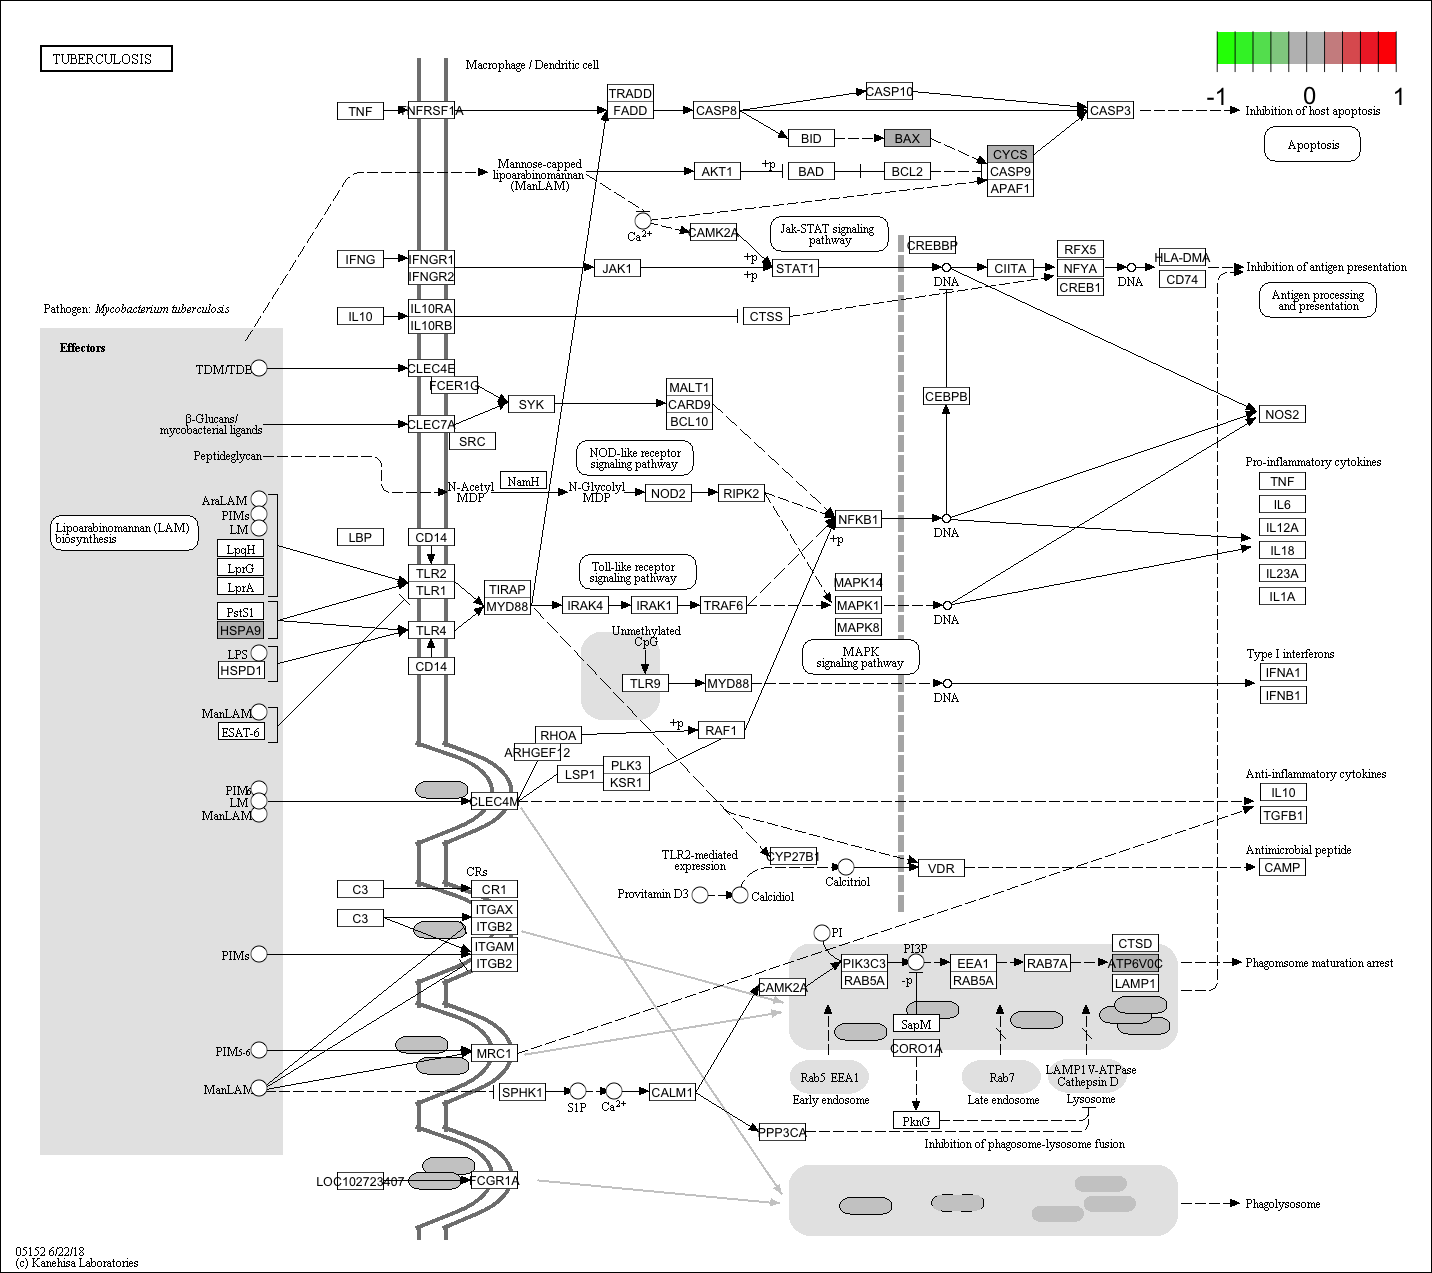 TUBERCULOSIS
Macrophage / Dendritic cell
-1
0
1
TNF
TNFRSF1A
TRADD
FADD
CASP8
CASP10
CASP3
Inhibition of host apoptosis
BID
BAX
CYCS
CASP9
APAF1
Apoptosis
Mannose-capped
lipoarabinomannan
(ManLAM)
AKT1
+p
BAD
BCL2
Ca2+
CAMK2A
Jak-STAT signaling
pathway
IFNG
IFNGR1
IFNGR2
JAK1
+p
+p
STAT1
CREBBP
DNA
CIITA
RFX5
NFYA
CREB1
DNA
HLA-DMA
CD74
Inhibition of antigen presentation
Antigen processing
and presentation
Pathogen: Mycobacterium tuberculosis
IL10
IL10RA
IL10RB
CTSS
Effectors
TDM/TDB
CLEC4E
FCER1G
SYK
MALT1
CARD9
BCL10
CEBPB
NOS2
β-Glucans/
mycobacterial ligands
CLEC7A
SRC
Peptideglycan
N-Acetyl
MDP
NamH
N-Glycolyl
MDP
NOD-like receptor
signaling pathway
NOD2
RIPK2
NFKB1
+p
DNA
Pro-inflammatory cytokines
TNF
IL6
IL12A
IL18
IL23A
IL1A
AraLAM
PIMs
LM
LpqH
LprG
LprA
Lipoarabinomannan (LAM)
biosynthesis
LBP
CD14
TLR2
TLR1
TIRAP
MYD88
Toll-like receptor
signaling pathway
IRAK4
IRAK1
TRAF6
MAPK14
MAPK1
MAPK8
DNA
MAPK
signaling pathway
PstS1
HSPA9
TLR4
CD14
LPS
HSPD1
Unmethylated
CpG
TLR9
MYD88
DNA
Type I interferons
IFNA1
IFNB1
ManLAM
ESAT-6
RHOA
ARHGEF12
+p
RAF1
LSP1
PLK3
KSR1
PIM6
LM
ManLAM
CLEC4M
Anti-inflammatory cytokines
IL10
TGFB1
TLR2-mediated
expression
CYP27B1
Calcitriol
Provitamin D3
Calcidiol
VDR
Antimicrobial peptide
CAMP
CRs
C3
CR1
C3
ITGAX
ITGB2
ITGAM
ITGB2
PIMs
PI
PIK3C3
RAB5A
PI3P
-p
EEA1
RAB5A
RAB7A
CTSD
ATP6V0C
LAMP1
Phagomsome maturation arrest
CAMK2A
SapM
CORO1A
PIM5-6
MRC1
ManLAM
SPHK1
S1P
Ca2+
CALM1
Rab5 EEA1
Early endosome
Rab7
Late endosome
LAMP1V-ATPase
Cathepsin D
Lysosome
PknG
PPP3CA
Inhibition of phagosome-lysosome fusion
LOC102723407
FCGR1A
Phagolysosome
05152 6/22/18
(c) Kanehisa Laboratories